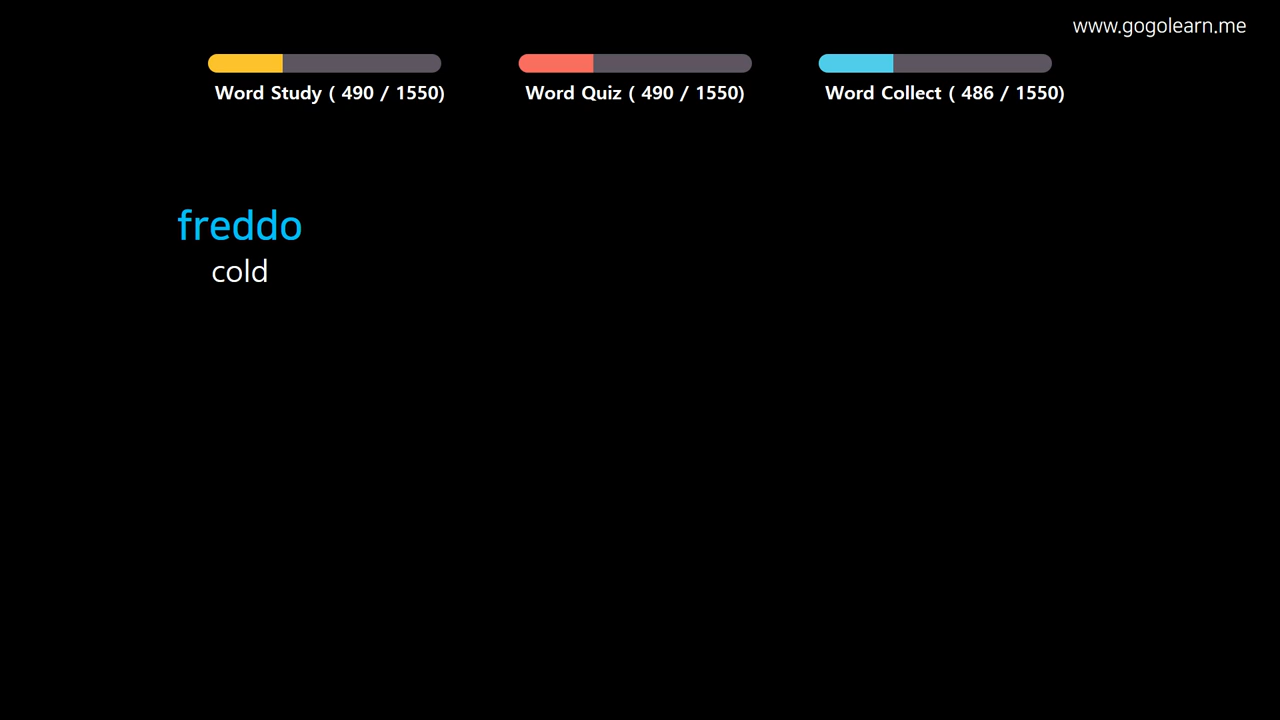 www.gogolearn.me
Word Study ( 490 / 1550)
Word Quiz ( 490 / 1550)
Word Collect ( 486 / 1550)
freddo
cold